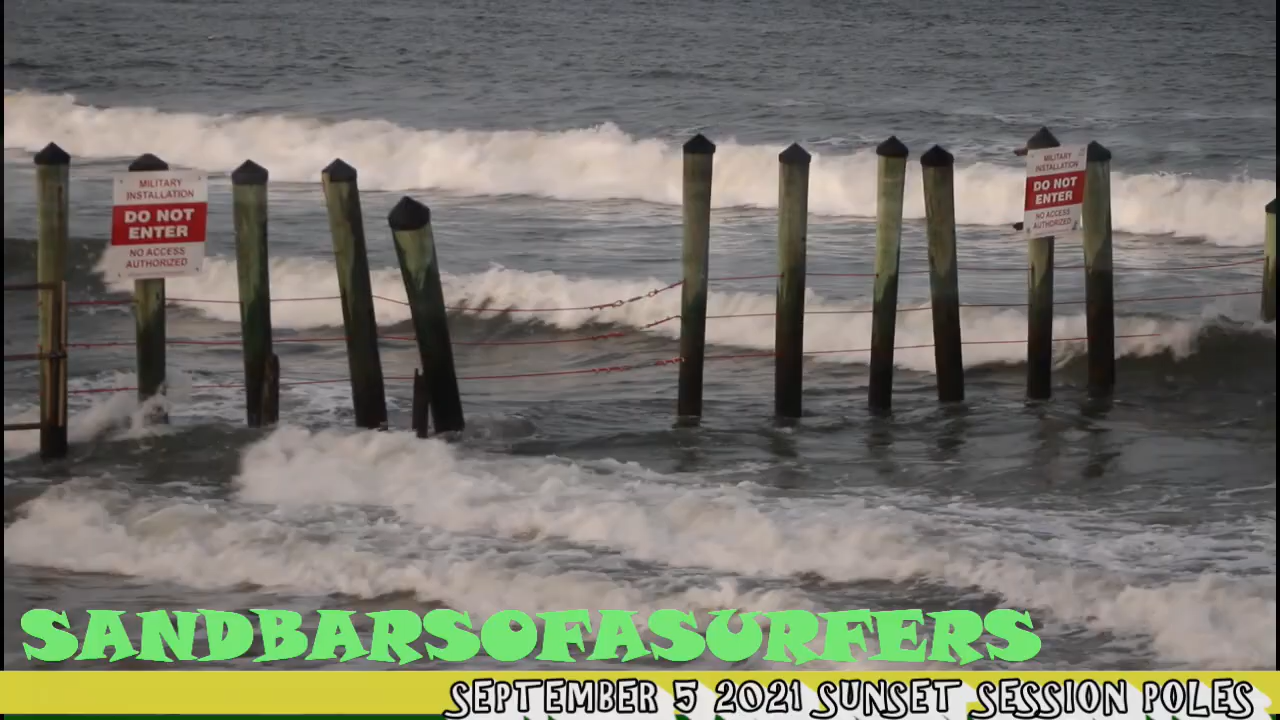 MILITARY
INSTALLATION
DO NOT
ENTER
NO ACCESS
AUTHORIZED
MILITARY
INSTALLATION
DO NOT
ENTER
NO ACCESS
AUTHORIZED
SANDBARSOFASURFERS
SEPTEMBER 5 2021 SUNSET SESSION POLES